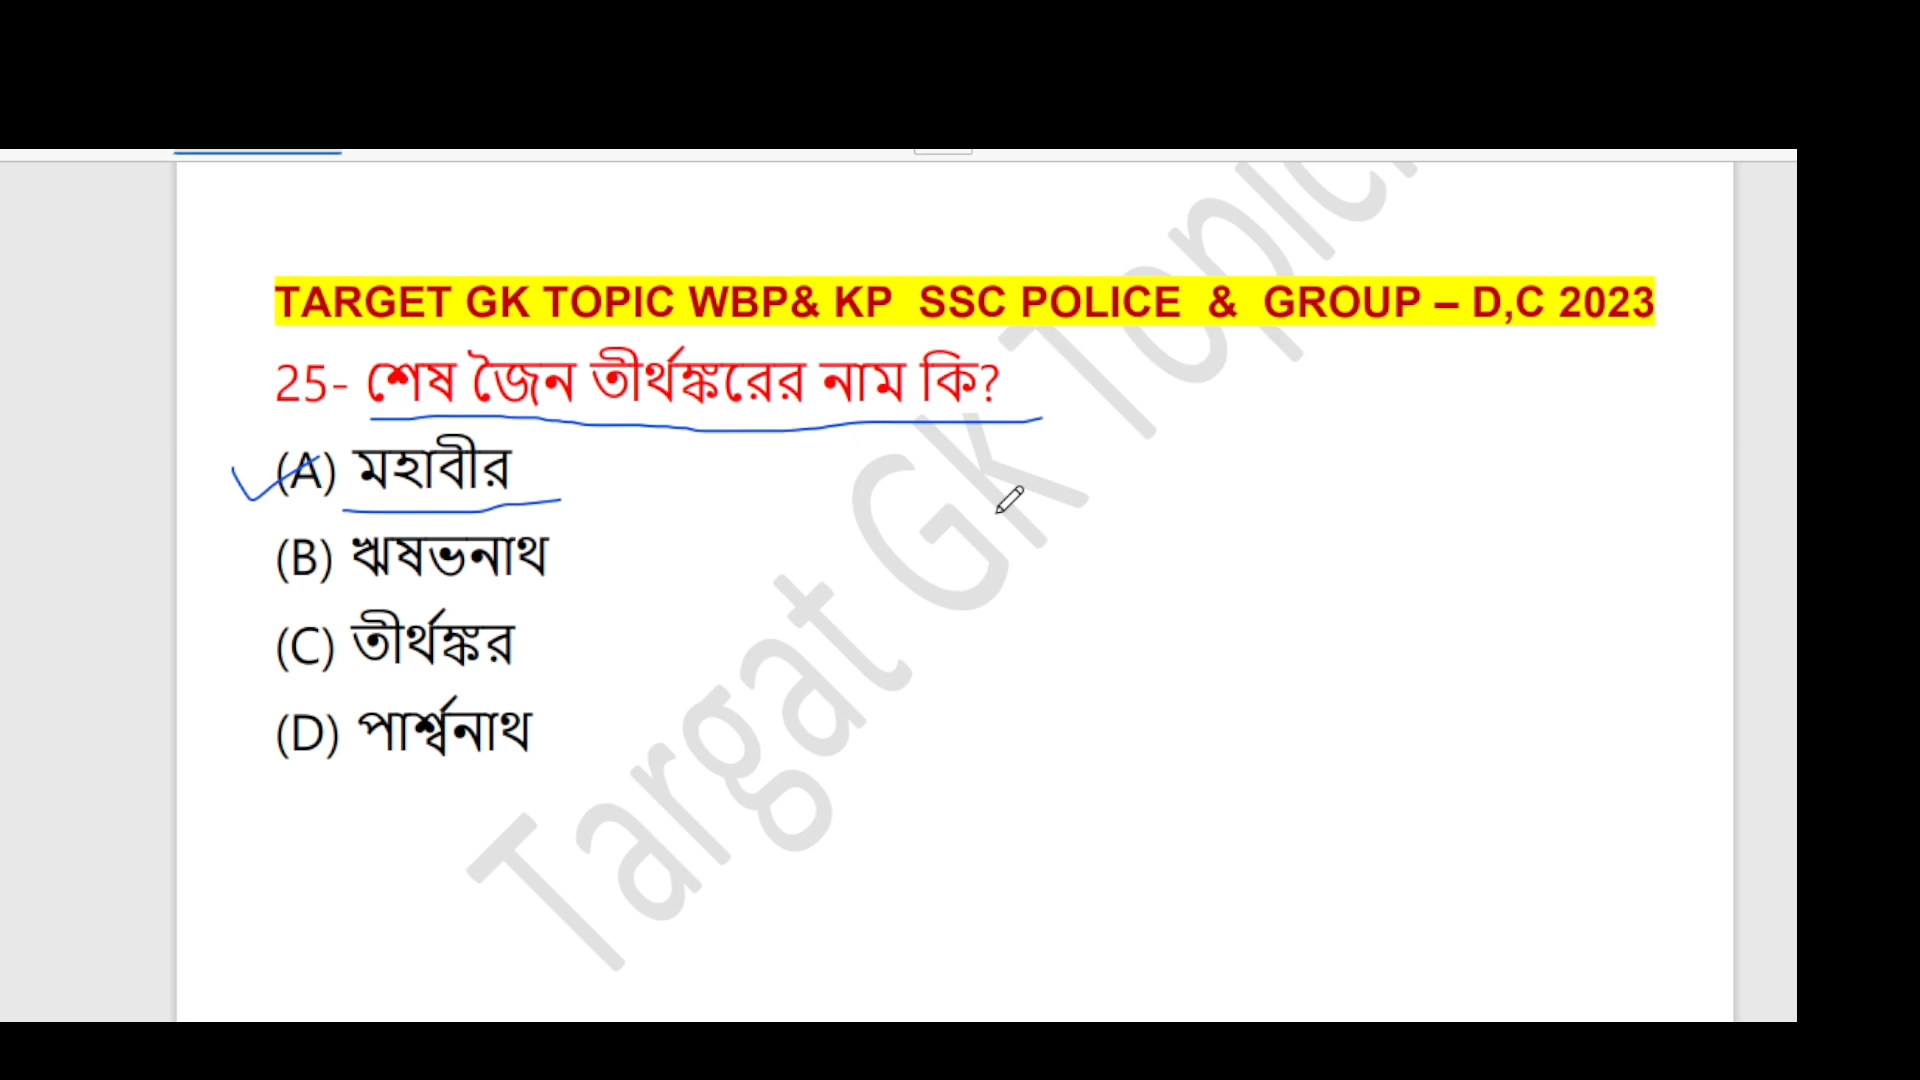 TARGET GK TOPIC WBP& KP  SSC POLICE  &  GROUP – D,C 2023
25- শেষ জৈন তীর্থঙ্করের নাম কি?
(A) মহাবীর
(B) ঋষভনাথ
(C) তীর্থঙ্কর
(D) পার্শ্বনাথ
Targat Gk Topic